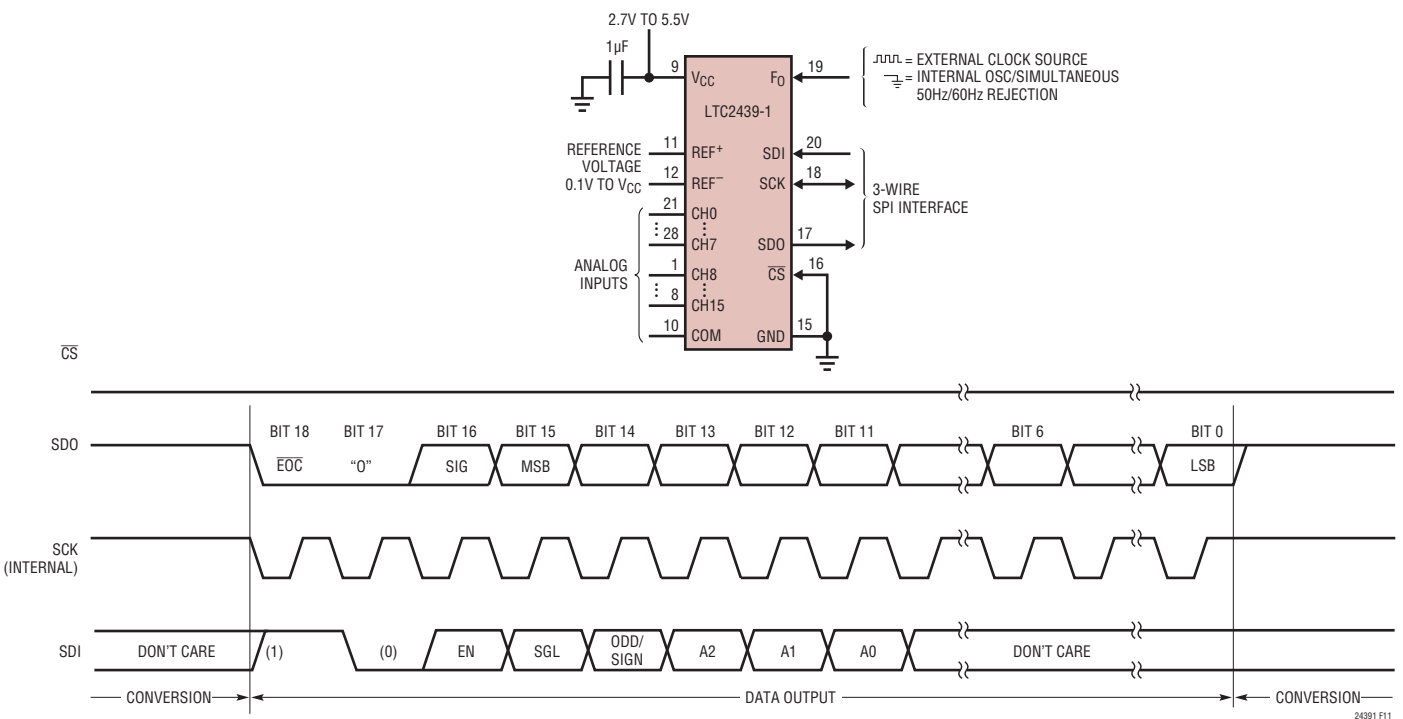 2.7V TO 5.5V
1µF
9 VCC FO 19
= EXTERNAL CLOCK SOURCE
= INTERNAL OSC/SIMULTANEOUS
50Hz/60Hz REJECTION
LTC2439-1
REFERENCE
VOLTAGE
0.1V TO VCC
11 REF+ SDI 20
12 REF– SCK 18
3-WIRE
SPI INTERFACE
21 CH0
28 CH7 SDO 17
ANALOG
INPUTS
1 CH8 CS 16
8 CH15
10 COM GND 15
CS
SDO
BIT 18 BIT 17 BIT 16 BIT 15 BIT 14 BIT 13 BIT 12 BIT 11 BIT 6 BIT 0
EOC "O" SIG MSB LSB
SCK
(INTERNAL)
SDI DON'T CARE (1) (0) EN SGL ODD/
SIGN A2 A1 A0 DON'T CARE
CONVERSION DATA OUTPUT CONVERSION
24391 F11